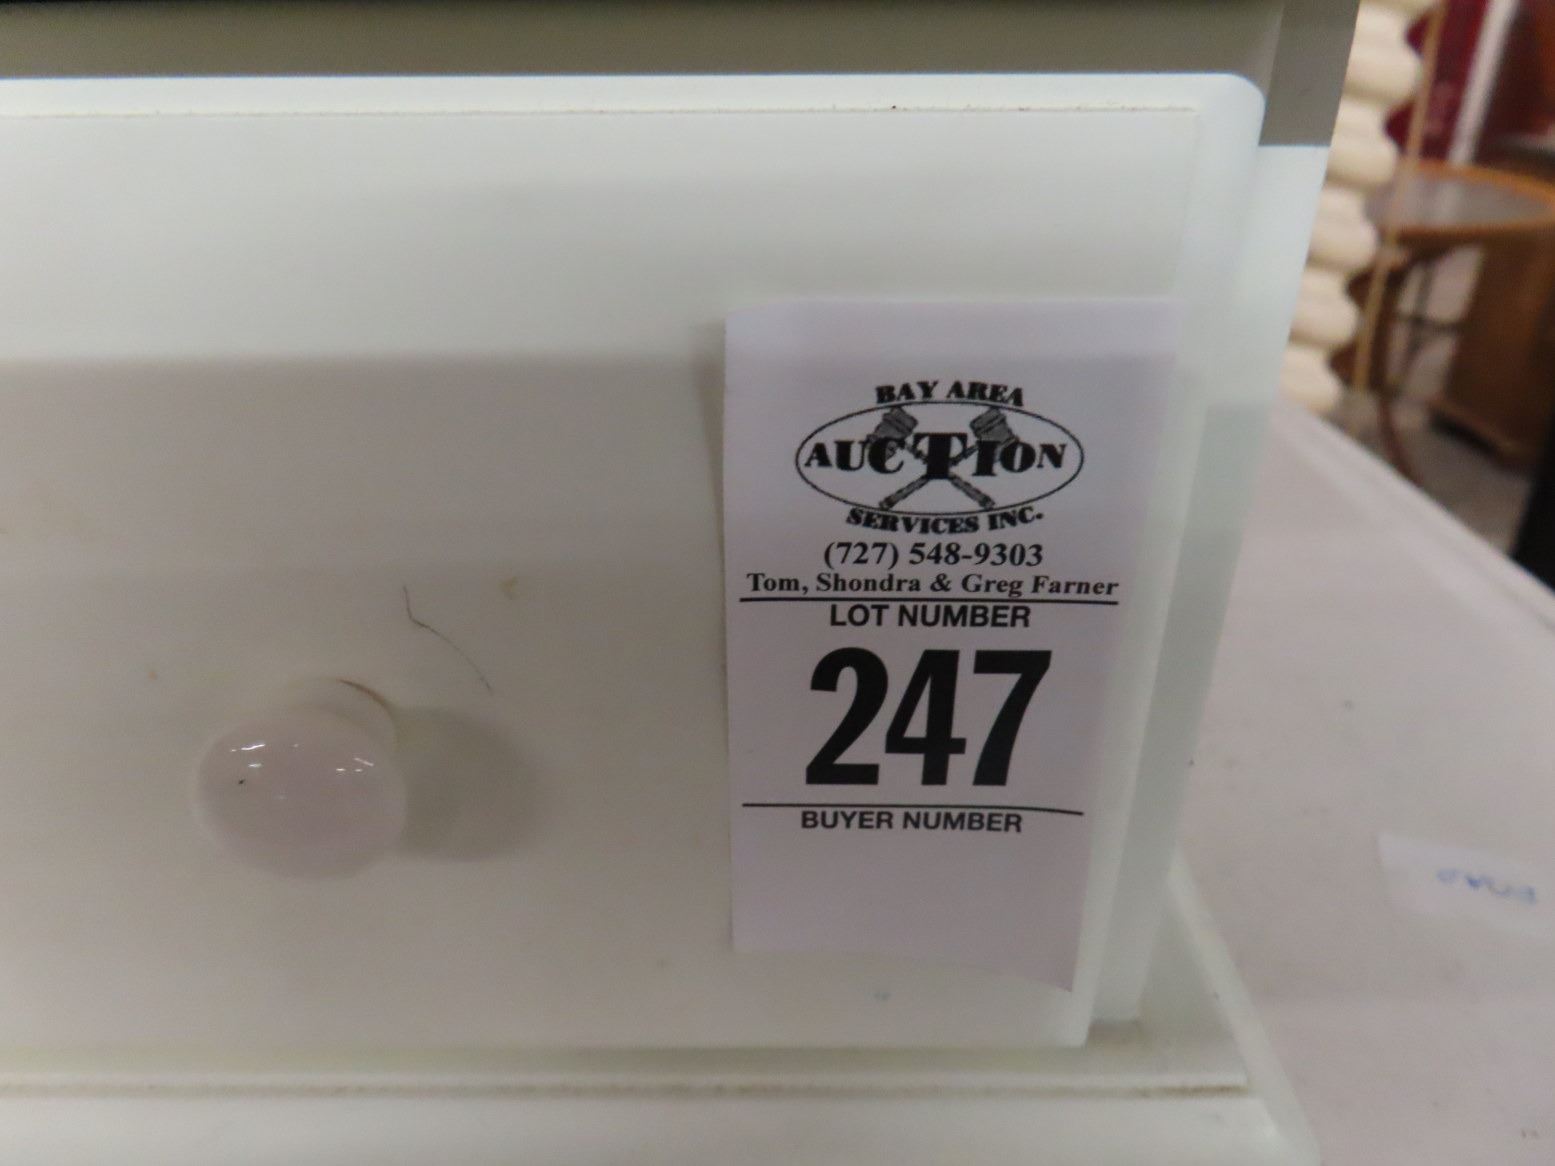 BAY AREA
AUCTION
SERVICES INC.
(727) 548-9303
Tom, Shondra & Greg Farner
LOT NUMBER
247
BUYER NUMBER